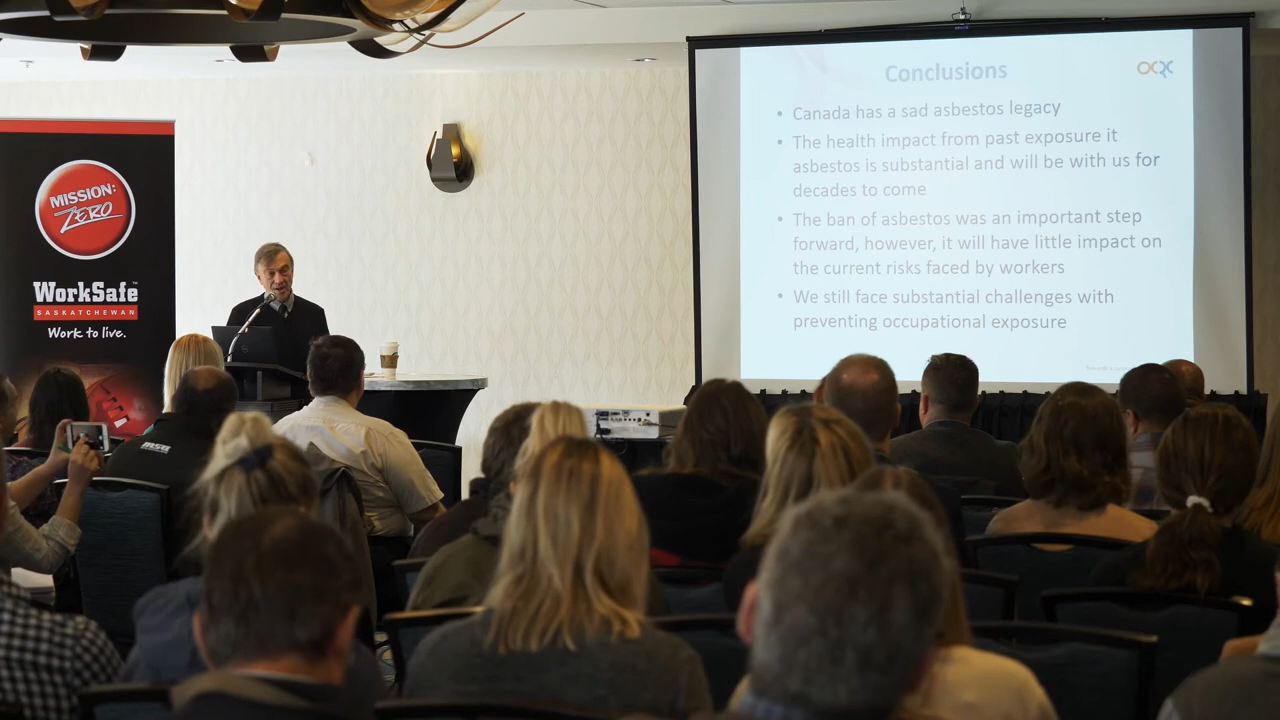 MISSION:
ZERO
WorkSafe™
SASKATCHEWAN
Work to live.
MSU
Conclusions
OCRC
• Canada has a sad asbestos legacy
• The health impact from past exposure it
asbestos is substantial and will be with us for
decades to come
• The ban of asbestos was an important step
forward, however, it will have little impact on
the current risks faced by workers
• We still face substantial challenges with
preventing occupational exposure